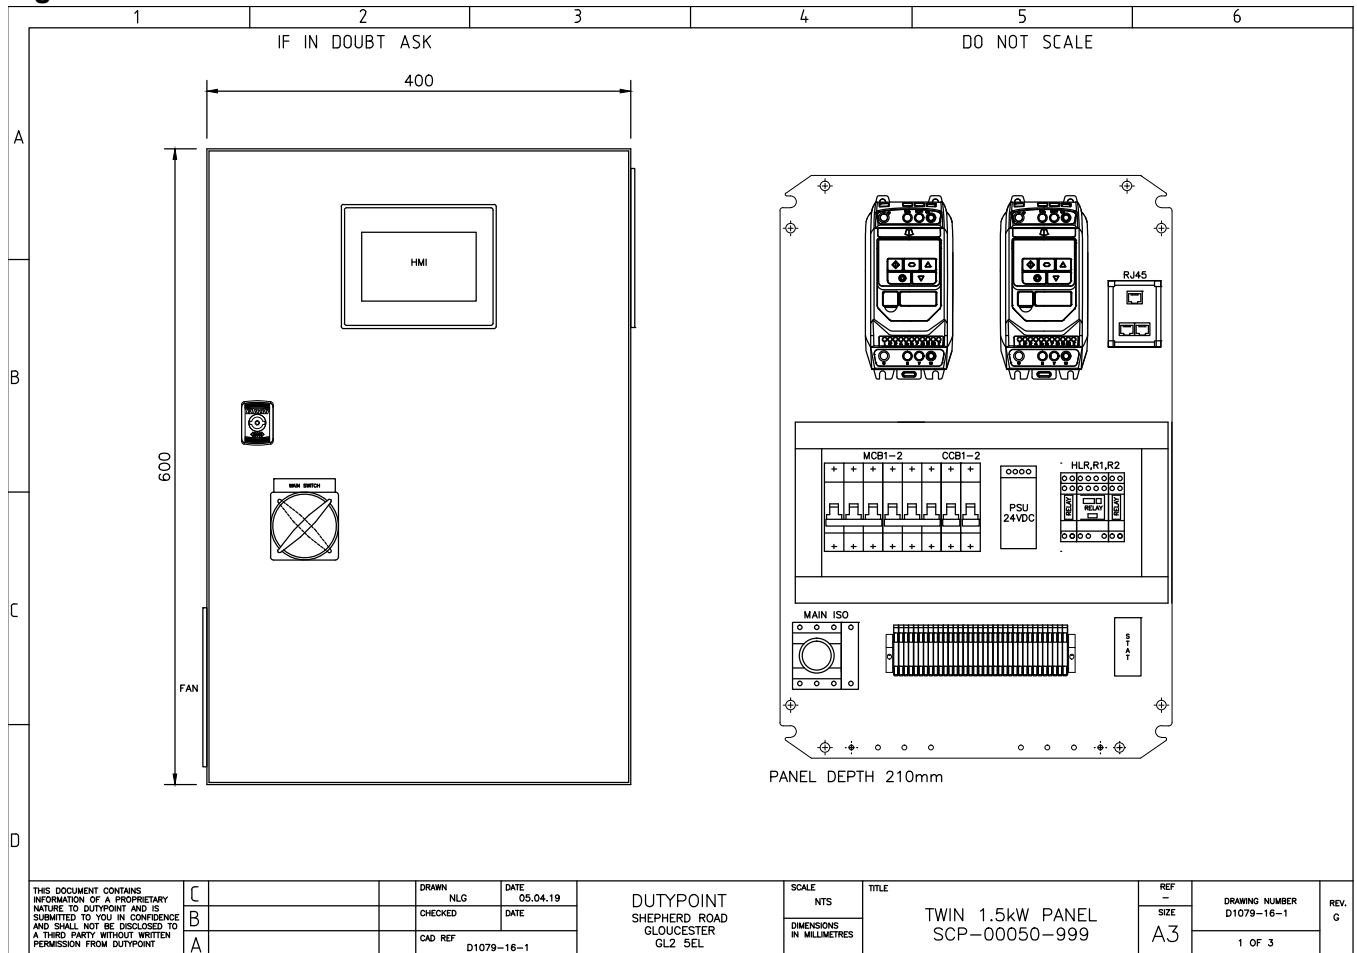 1 2 3 4 5 6
IF IN DOUBT ASK
DO NOT SCALE
400
A
HMI
RJ45
B
600
MAIN SWITCH
MCB1-2
CCB1-2
HLR,R1,R2
PSU
24VDC
RELAY
RELAY
RELAY
C
MAIN ISO
STAT
FAN
PANEL DEPTH 210mm
D
THIS DOCUMENT CONTAINS
INFORMATION OF A PROPRIETARY
NATURE TO DUTYPOINT AND IS
SUBMITTED TO YOU IN CONFIDENCE
AND SHALL NOT BE DISCLOSED TO
A THIRD PARTY WITHOUT WRITTEN
PERMISSION FROM DUTYPOINT
C
B
A
DRAWN
NLG
DATE
05.04.19
CHECKED
DATE
CAD REF
D1079-16-1
DUTYPOINT
SHEPHERD ROAD
GLOUCESTER
GL2 5EL
SCALE
NTS
DIMENSIONS
IN MILLIMETRES
TITLE
TWIN 1.5kW PANEL
SCP-00050-999
REF
-
SIZE
A3
DRAWING NUMBER
D1079-16-1
1 OF 3
REV.
G